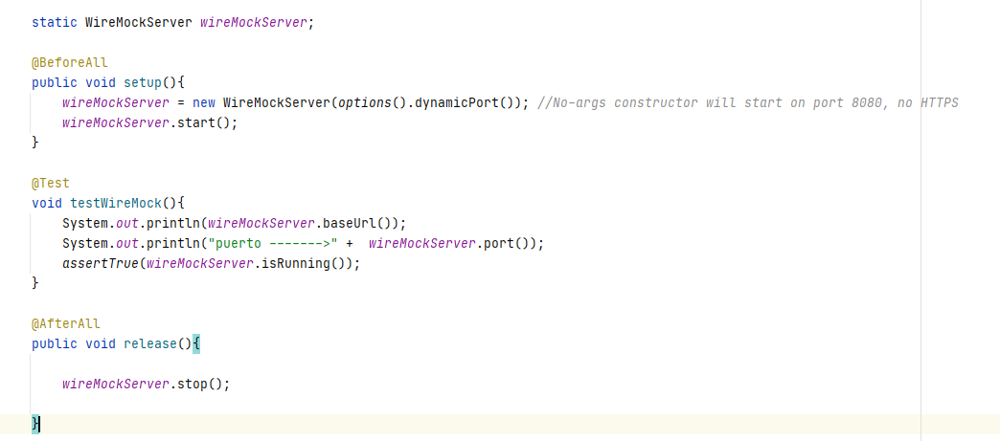 static WireMockServer wireMockServer;
@BeforeAll
public void setup(){
wireMockServer = new WireMockServer(options().dynamicPort()); //No-args constructor will start on port 8080, no HTTPS
wireMockServer.start();
}
@Test
void testWireMock(){
System.out.println(wireMockServer.baseUrl());
System.out.println("puerto ------->" +  wireMockServer.port());
assertTrue(wireMockServer.isRunning());
}
@AfterAll
public void release(){
wireMockServer.stop();
}